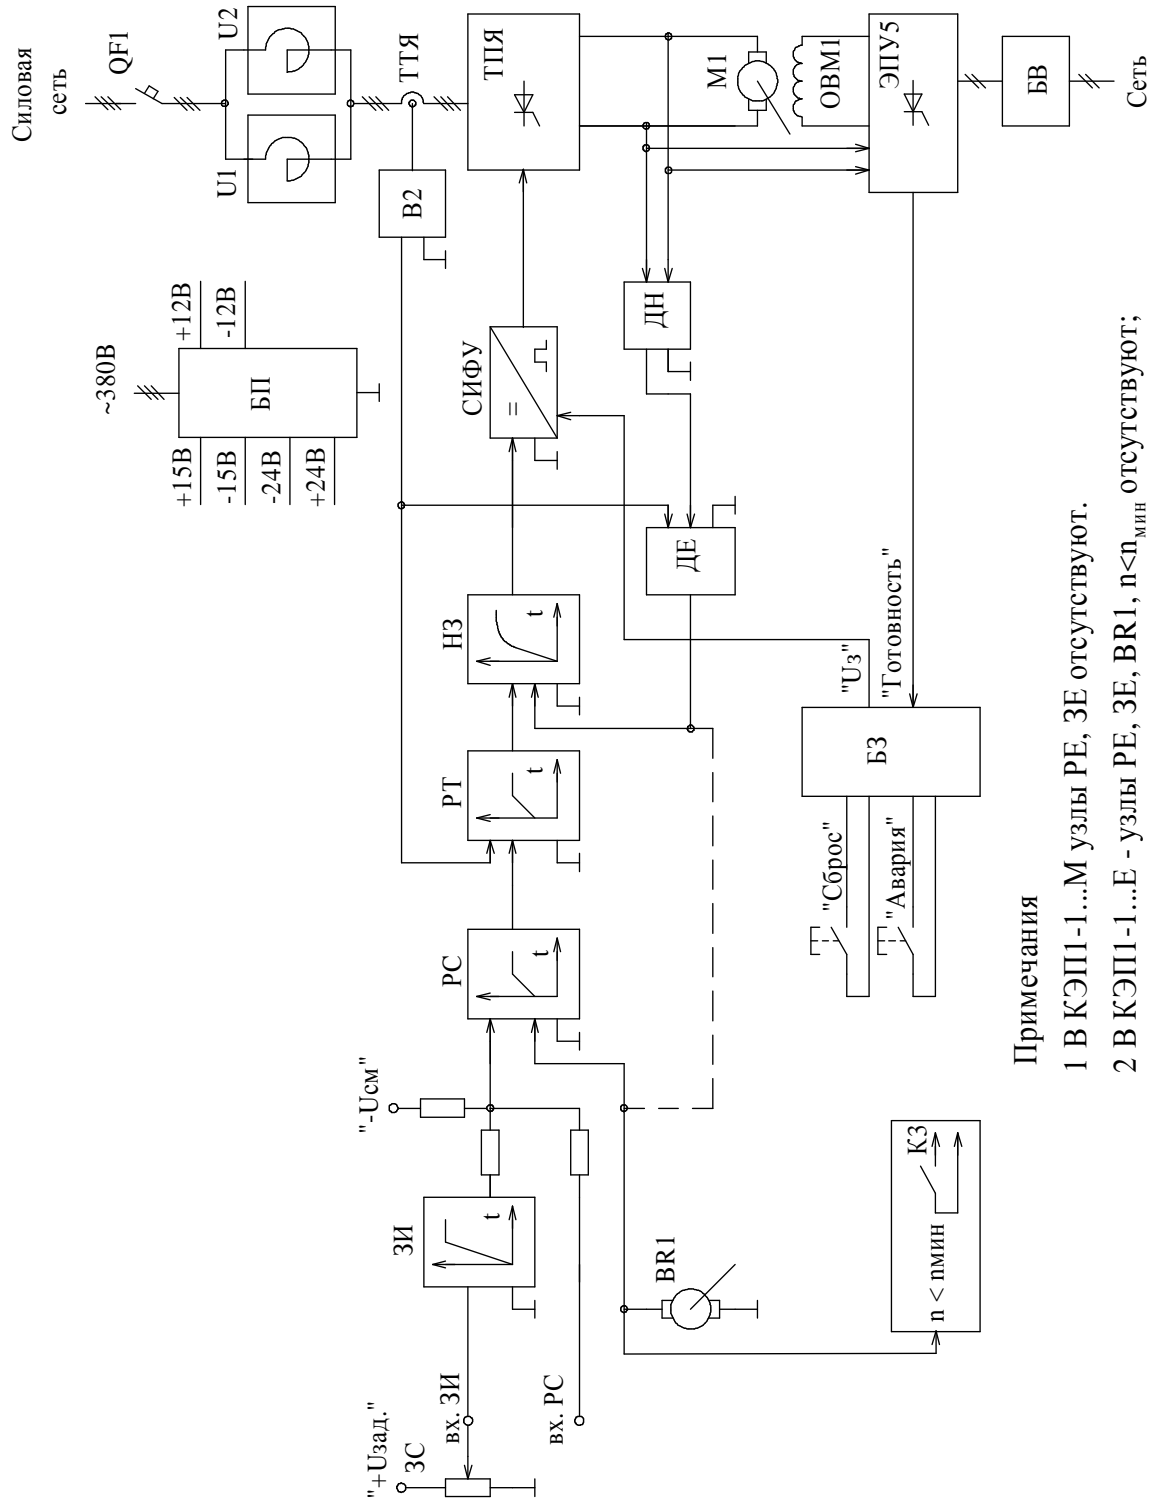 Силовая
сеть
QF1
U2
U1
ТТЯ
ТПЯ
M1
ОВМ1
ЭПУ5
БВ
Сеть
В2
~380В
+12В
-12В
БП
+15В
-15В
-24В
+24В
СИФУ
=
ДН
ДЕ
НЗ
t
РТ
t
РС
t
"-Uсм"
ЗИ
t
"Uз"
"Готовность"
БЗ
"Сброс"
"Авария"
BR1
КЗ
n < nмин
"+Uзад."
ЗС
вх. ЗИ
вх. РС
Примечания
1 В КЭП1-1...М узлы РЕ, ЗЕ отсутствуют.
2 В КЭП1-1...Е - узлы РЕ, ЗЕ, BR1, n<nмин отсутствуют;